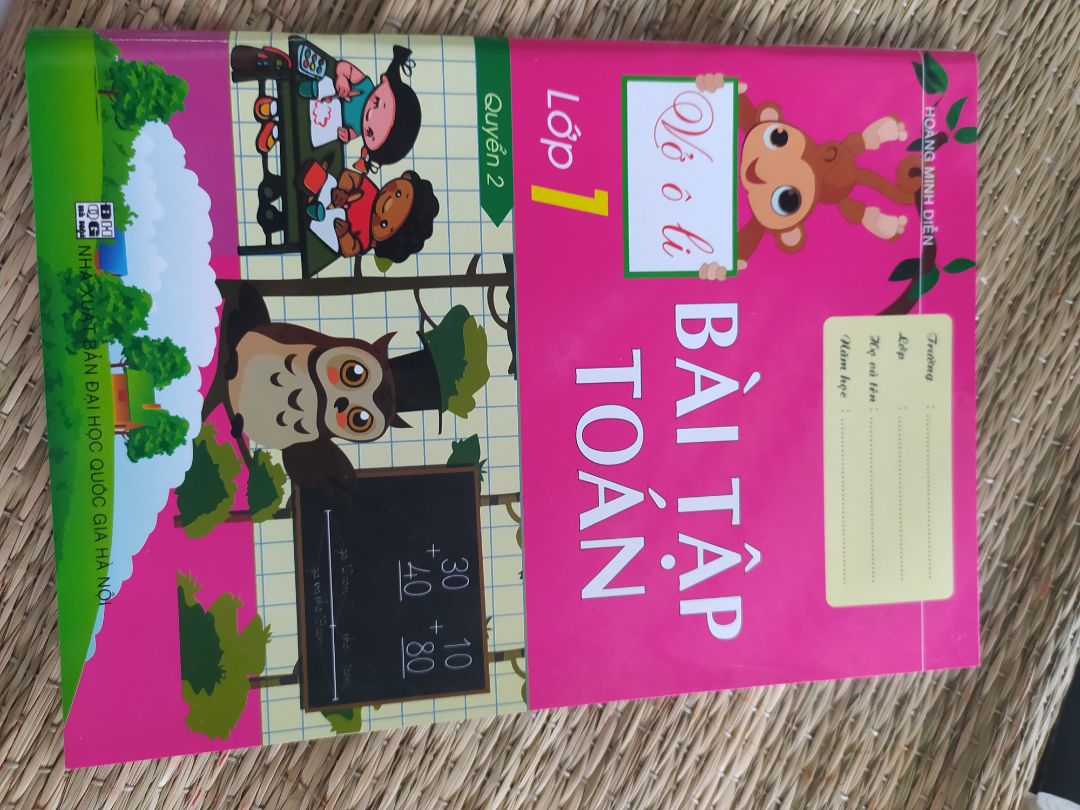 HOÀNG MINH DIỄN
Trường :
Lớp :
Họ và tên :
Năm học :
Vở ô li
BÀI TẬP
TOÁN
Lớp 1
Quyển 2
30
+
40
10
+
80
NHÀ XUẤT BẢN ĐẠI HỌC QUỐC GIA HÀ NỘI